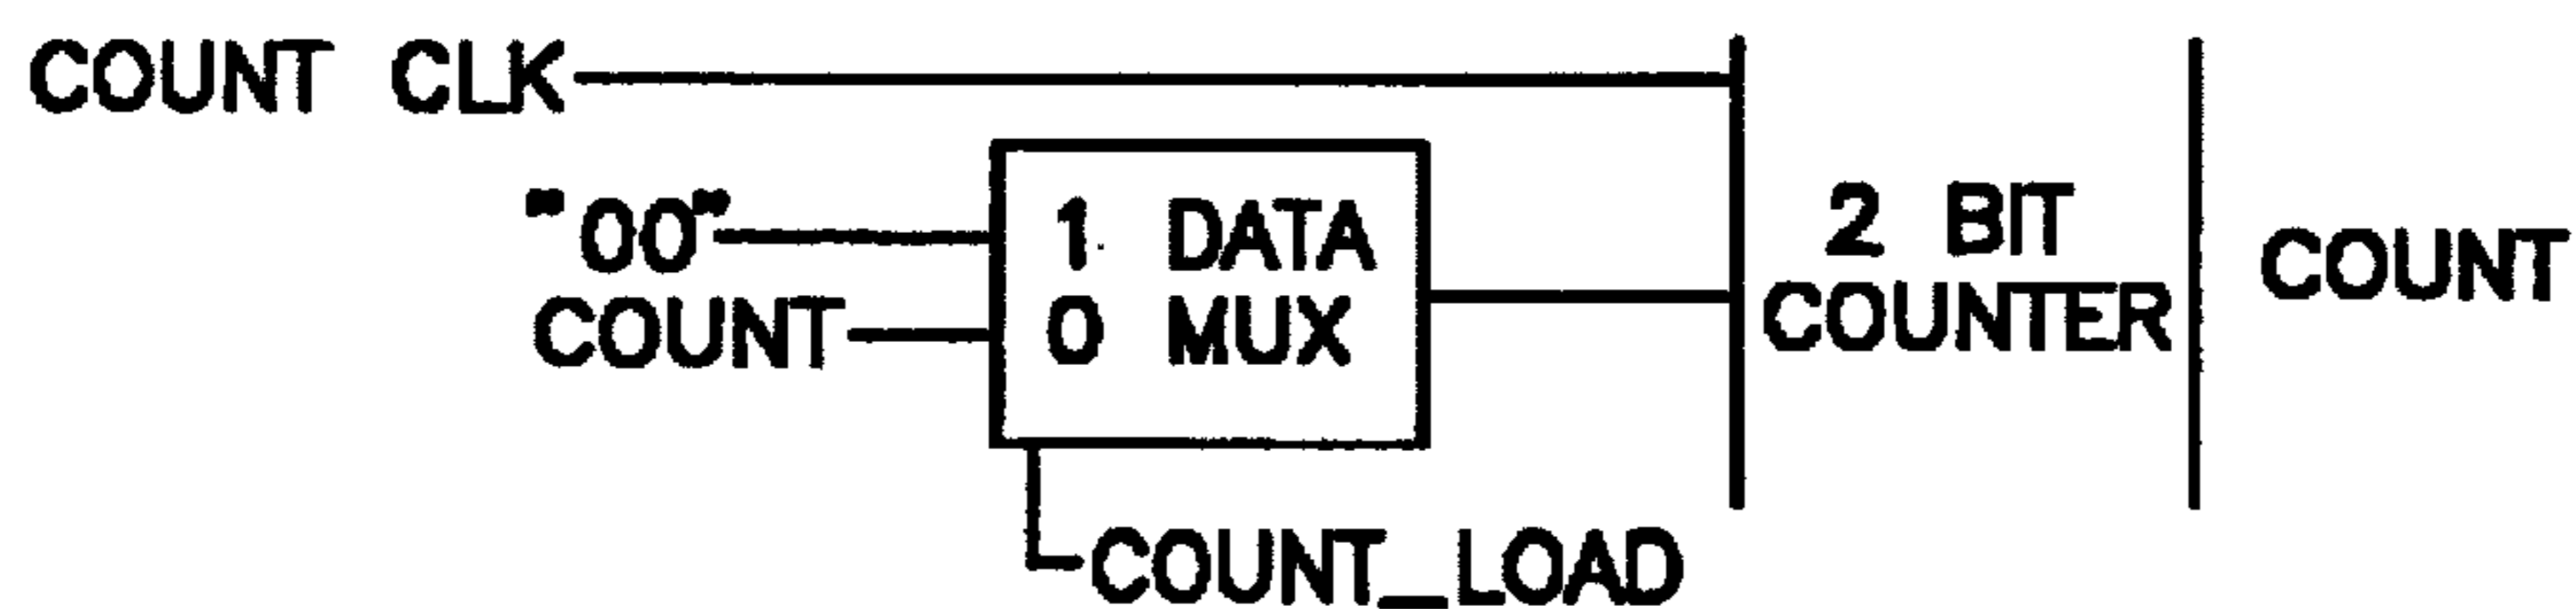 COUNT CLK
"00"
COUNT
1 DATA
0 MUX
COUNT_LOAD
2 BIT
COUNTER
COUNT